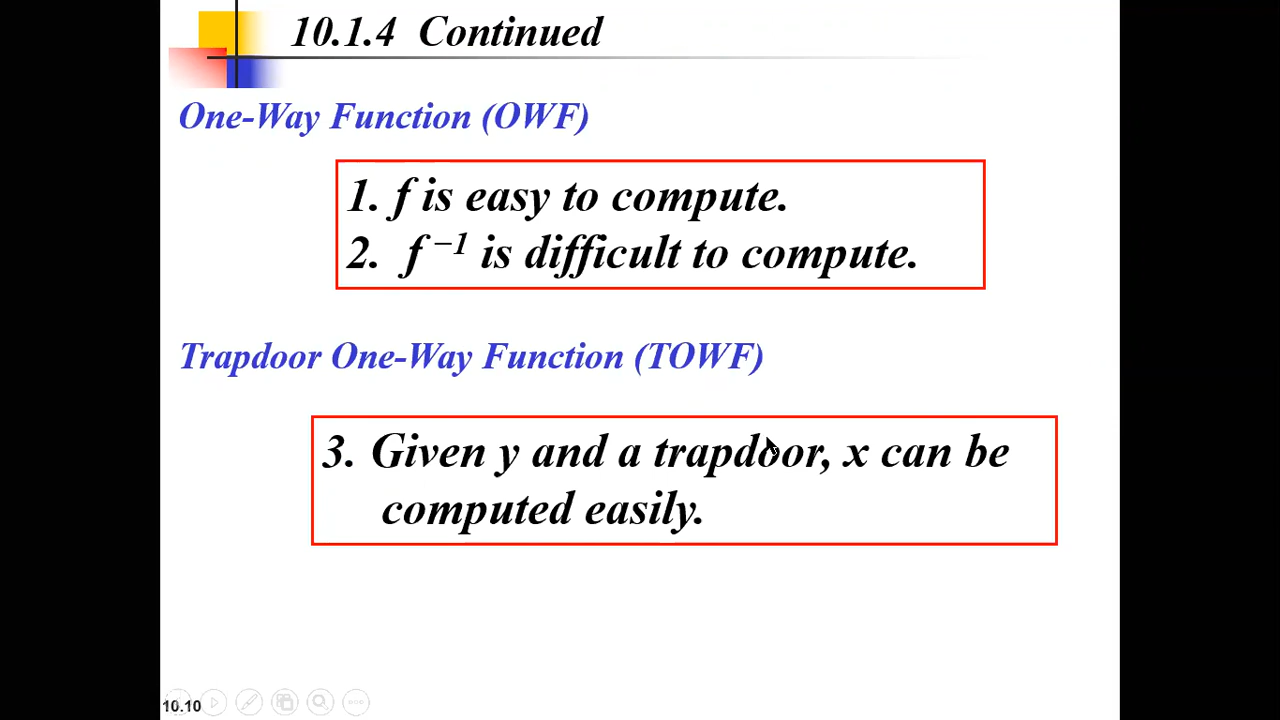 10.1.4 Continued
One-Way Function (OWF)
1. f is easy to compute.
2. f −1 is difficult to compute.
Trapdoor One-Way Function (TOWF)
3. Given y and a trapdoor, x can be
computed easily.
10.10